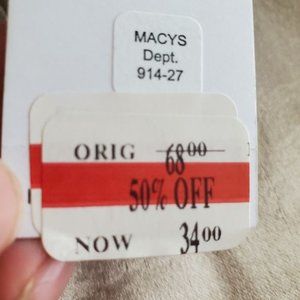 MACYS
Dept.
914-27
ORIG 68 00
50% OFF
NOW 34 00